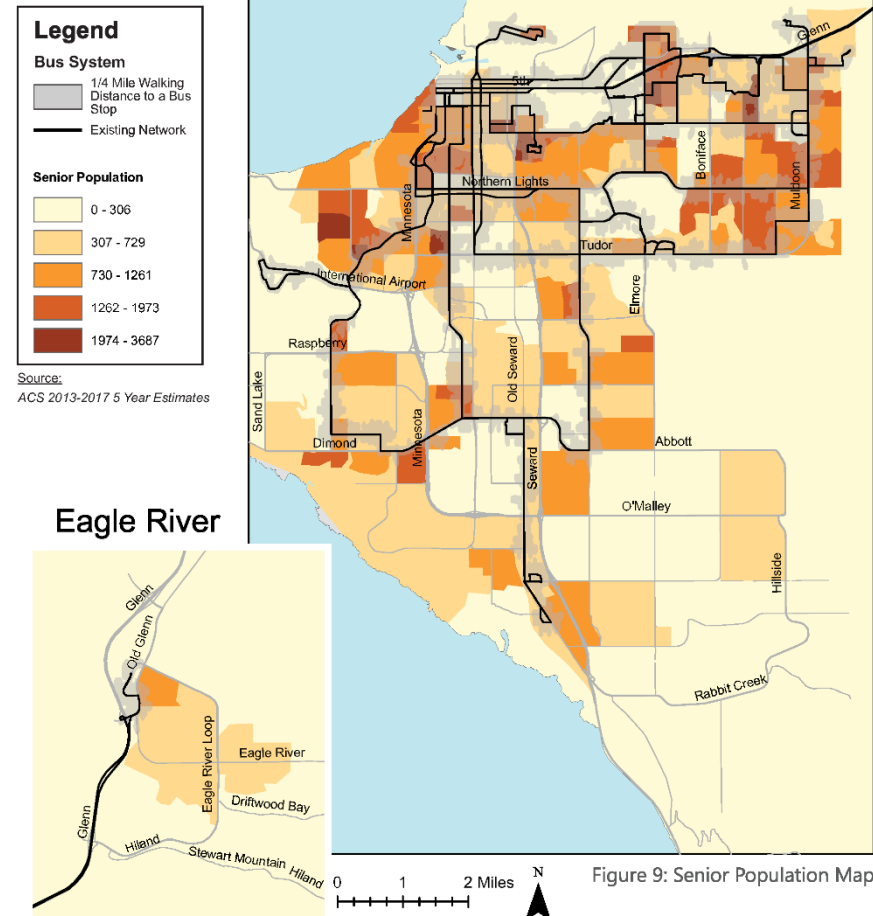 Legend
Bus System
1/4 Mile Walking
Distance to a Bus
Stop
Existing Network
Senior Population
0 - 306
307 - 729
730 - 1261
1262 - 1973
1974 - 3687
Source:
ACS 2013-2017 5 Year Estimates
Glenn
5th
L
Boniface
Muldoon
Northern Lights
Minnesota
Tudor
International Airport
Elmore
Raspberry
Old Seward
Sand Lake
Minnesota
Dimond
Abbott
Seward
O'Malley
Hillside
Rabbit Creek
Eagle River
Glenn
Old Glenn
Eagle River Loop
Eagle River
Driftwood Bay
Glenn
Hiland
Stewart Mountain
Hiland
0 1 2 Miles
N
Figure 9: Senior Population Map